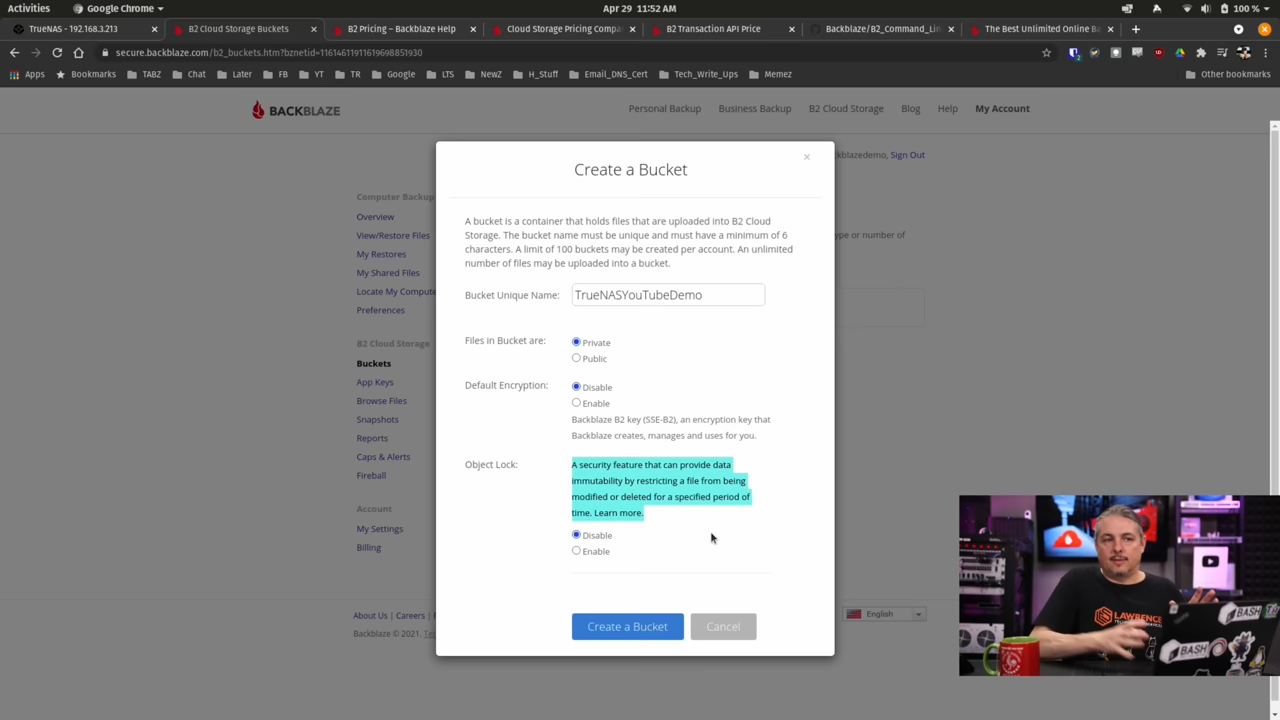 Activities
Google Chrome
Apr 29 11:52 AM
100 %
TrueNAS - 192.168.3.213
B2 Cloud Storage Buckets
B2 Pricing – Backblaze Help
Cloud Storage Pricing Compa
B2 Transaction API Price
Backblaze/B2_Command_Lin
The Best Unlimited Online Ba
secure.backblaze.com/b2_buckets.htm?bznetid=11614611911619698851930
Apps
Bookmarks
TABZ
Chat
Later
FB
YT
TR
Google
LTS
NewZ
H_Stuff
Email_DNS_Cert
Tech_Write_Ups
Memez
Other bookmarks
BACKBLAZE
Personal Backup
Business Backup
B2 Cloud Storage
Blog
Help
My Account
ckblazedemo, Sign Out
Computer Backup
Overview
View/Restore Files
My Restores
My Shared Files
Locate My Compute
Preferences
B2 Cloud Storage
Buckets
App Keys
Browse Files
Snapshots
Reports
Caps & Alerts
Fireball
Account
My Settings
Billing
ype or number of
Create a Bucket
A bucket is a container that holds files that are uploaded into B2 Cloud
Storage. The bucket name must be unique and must have a minimum of 6
characters. A limit of 100 buckets may be created per account. An unlimited
number of files may be uploaded into a bucket.
Bucket Unique Name:
TrueNASYouTubeDemo
Files in Bucket are:
Private
Public
Default Encryption:
Disable
Enable
Backblaze B2 key (SSE-B2), an encryption key that
Backblaze creates, manages and uses for you.
Object Lock:
A security feature that can provide data
immutability by restricting a file from being
modified or deleted for a specified period of
time. Learn more.
Disable
Enable
Create a Bucket
Cancel
About Us | Careers |
Backblaze © 2021.
English
LAWRENCE
BASH
BASH